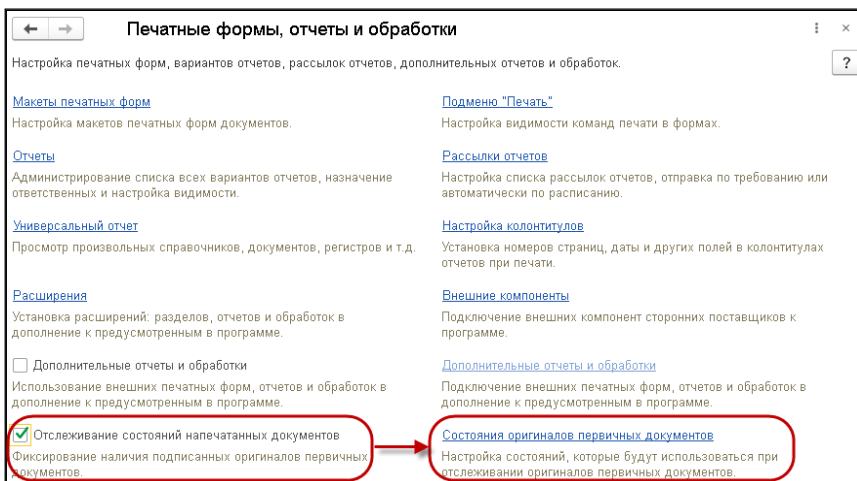 Печатные формы, отчеты и обработки
Настройка печатных форм, вариантов отчетов, рассылок отчетов, дополнительных отчетов и обработок.
?
Макеты печатных форм
Настройка макетов печатных форм документов.
Подменю "Печать"
Настройка видимости команд печати в формах.
Отчеты
Администрирование списка всех вариантов отчетов, назначение
ответственных и настройка видимости.
Рассылки отчетов
Настройка списка рассылок отчетов, отправка по требованию или
автоматически по расписанию.
Универсальный отчет
Просмотр произвольных справочников, документов, регистров и т.д.
Настройка колонтитулов
Установка номеров страниц, даты и других полей в колонтитулах
отчетов при печати.
Расширения
Установка расширений: разделов, отчетов и обработок в
дополнение к предусмотренным в программе.
Внешние компоненты
Подключение внешних компонент сторонних поставщиков к
программе.
Дополнительные отчеты и обработки
Использование внешних печатных форм, отчетов и обработок в
дополнение к предусмотренным в программе.
Дополнительные отчеты и обработки
Подключение внешних печатных форм, отчетов и обработок в
дополнение к предусмотренным в программе.
Отслеживание состояний напечатанных документов
Фиксирование наличия подписанных оригиналов первичных
документов.
Состояния оригиналов первичных документов
Настройка состояний, которые будут использоваться при
отслеживании оригиналов первичных документов.